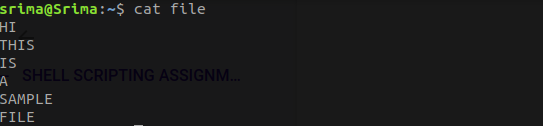 srima@Srima:~$ cat file
HI
THIS
IS
SHELL SCRIPTING ASSIGNM...
A
SAMPLE
FILE